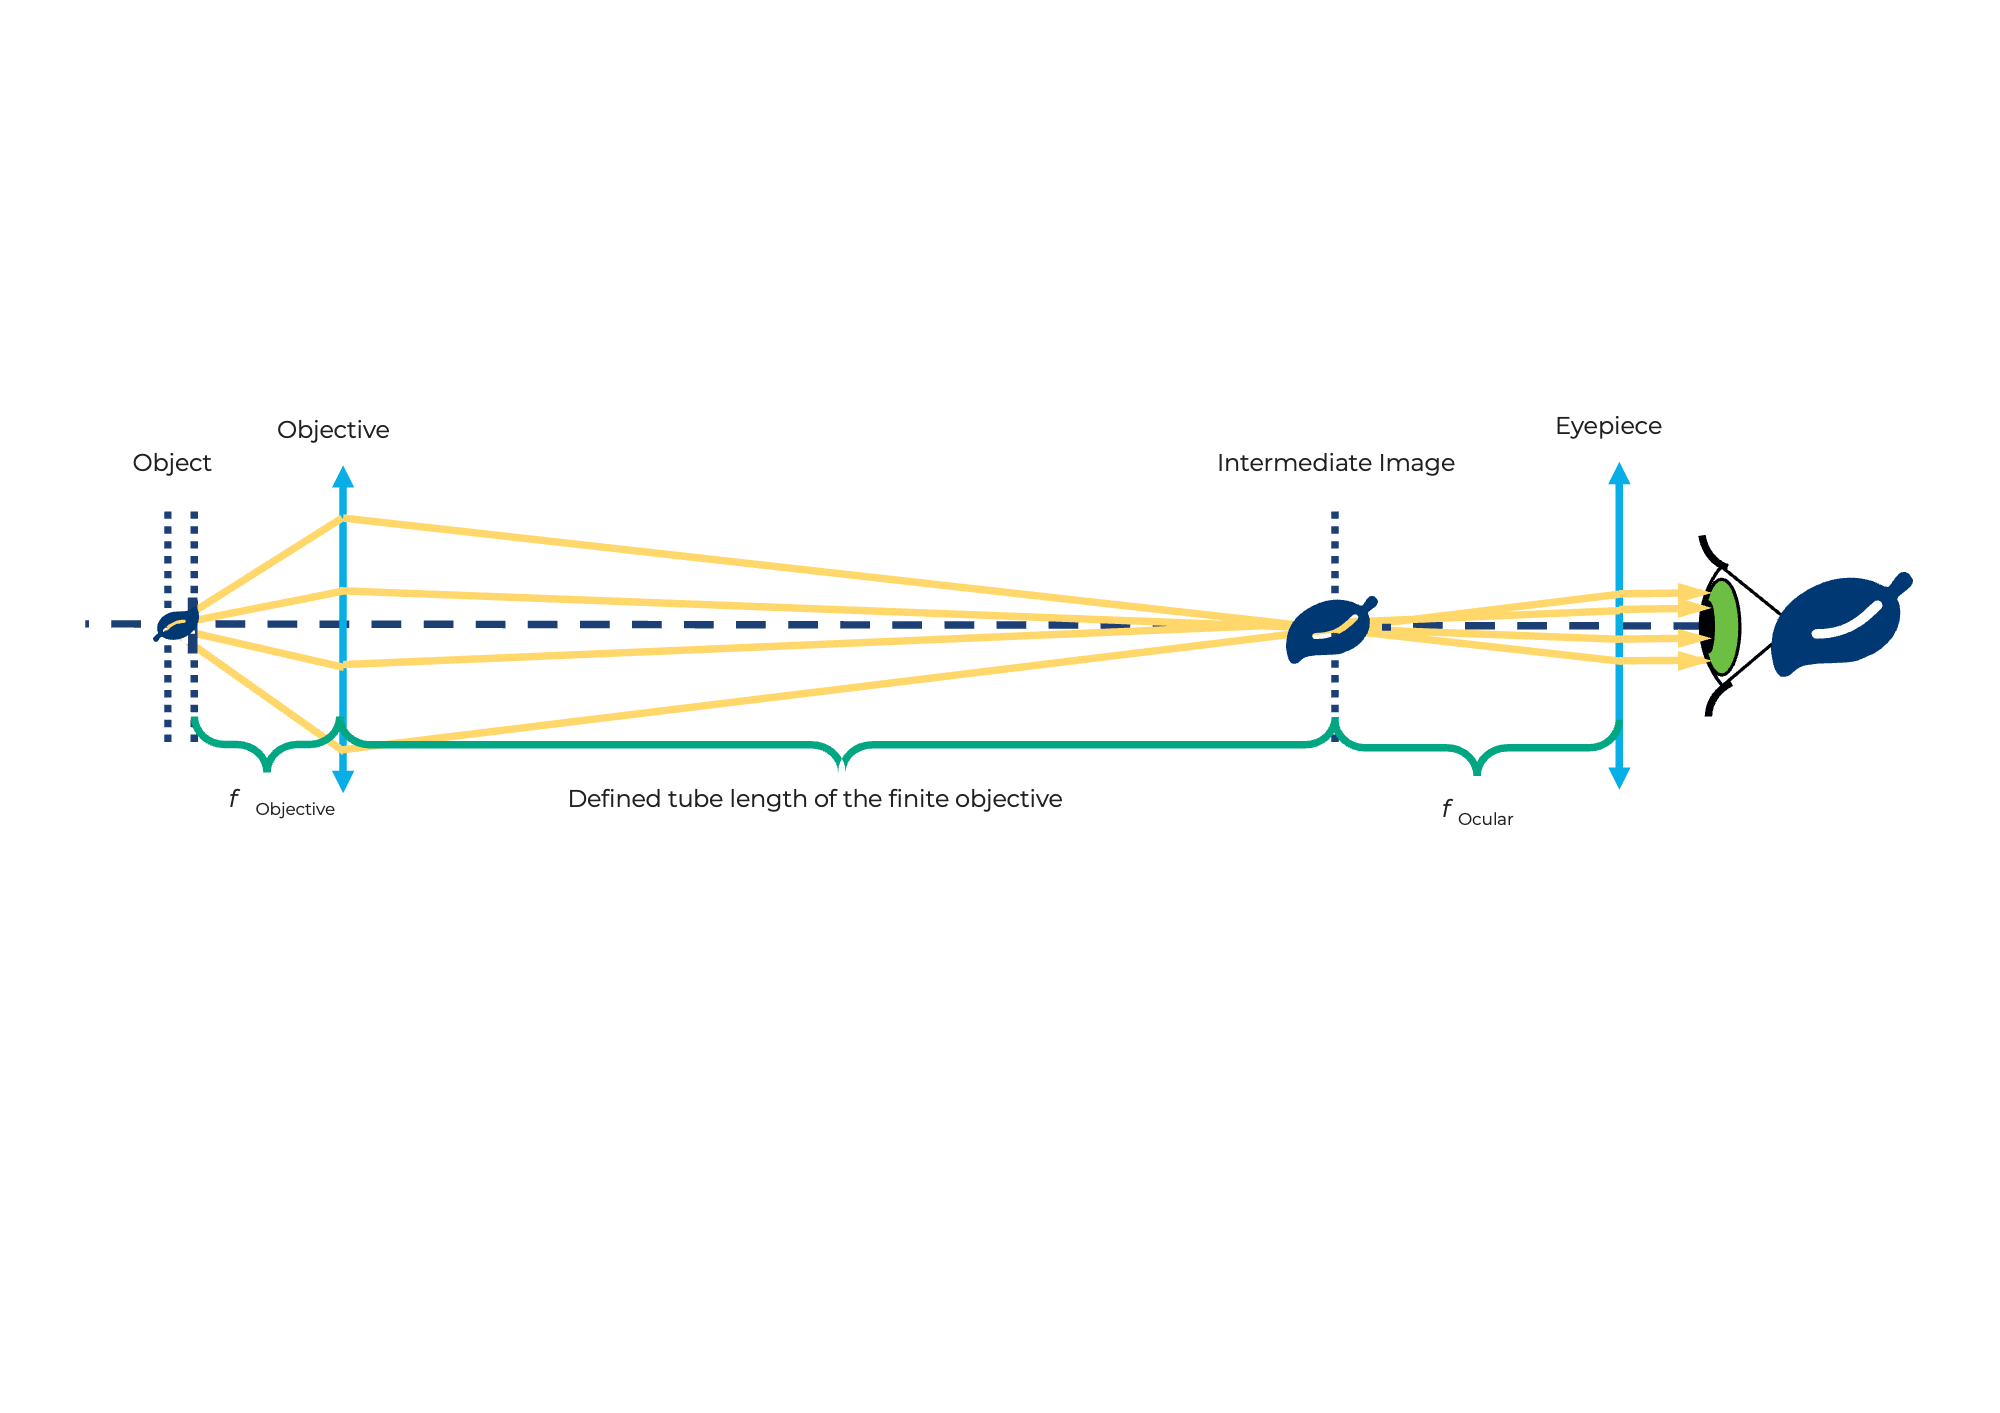 Objective
Eyepiece
Object
Intermediate Image
f Objective
Defined tube length of the finite objective
f Ocular